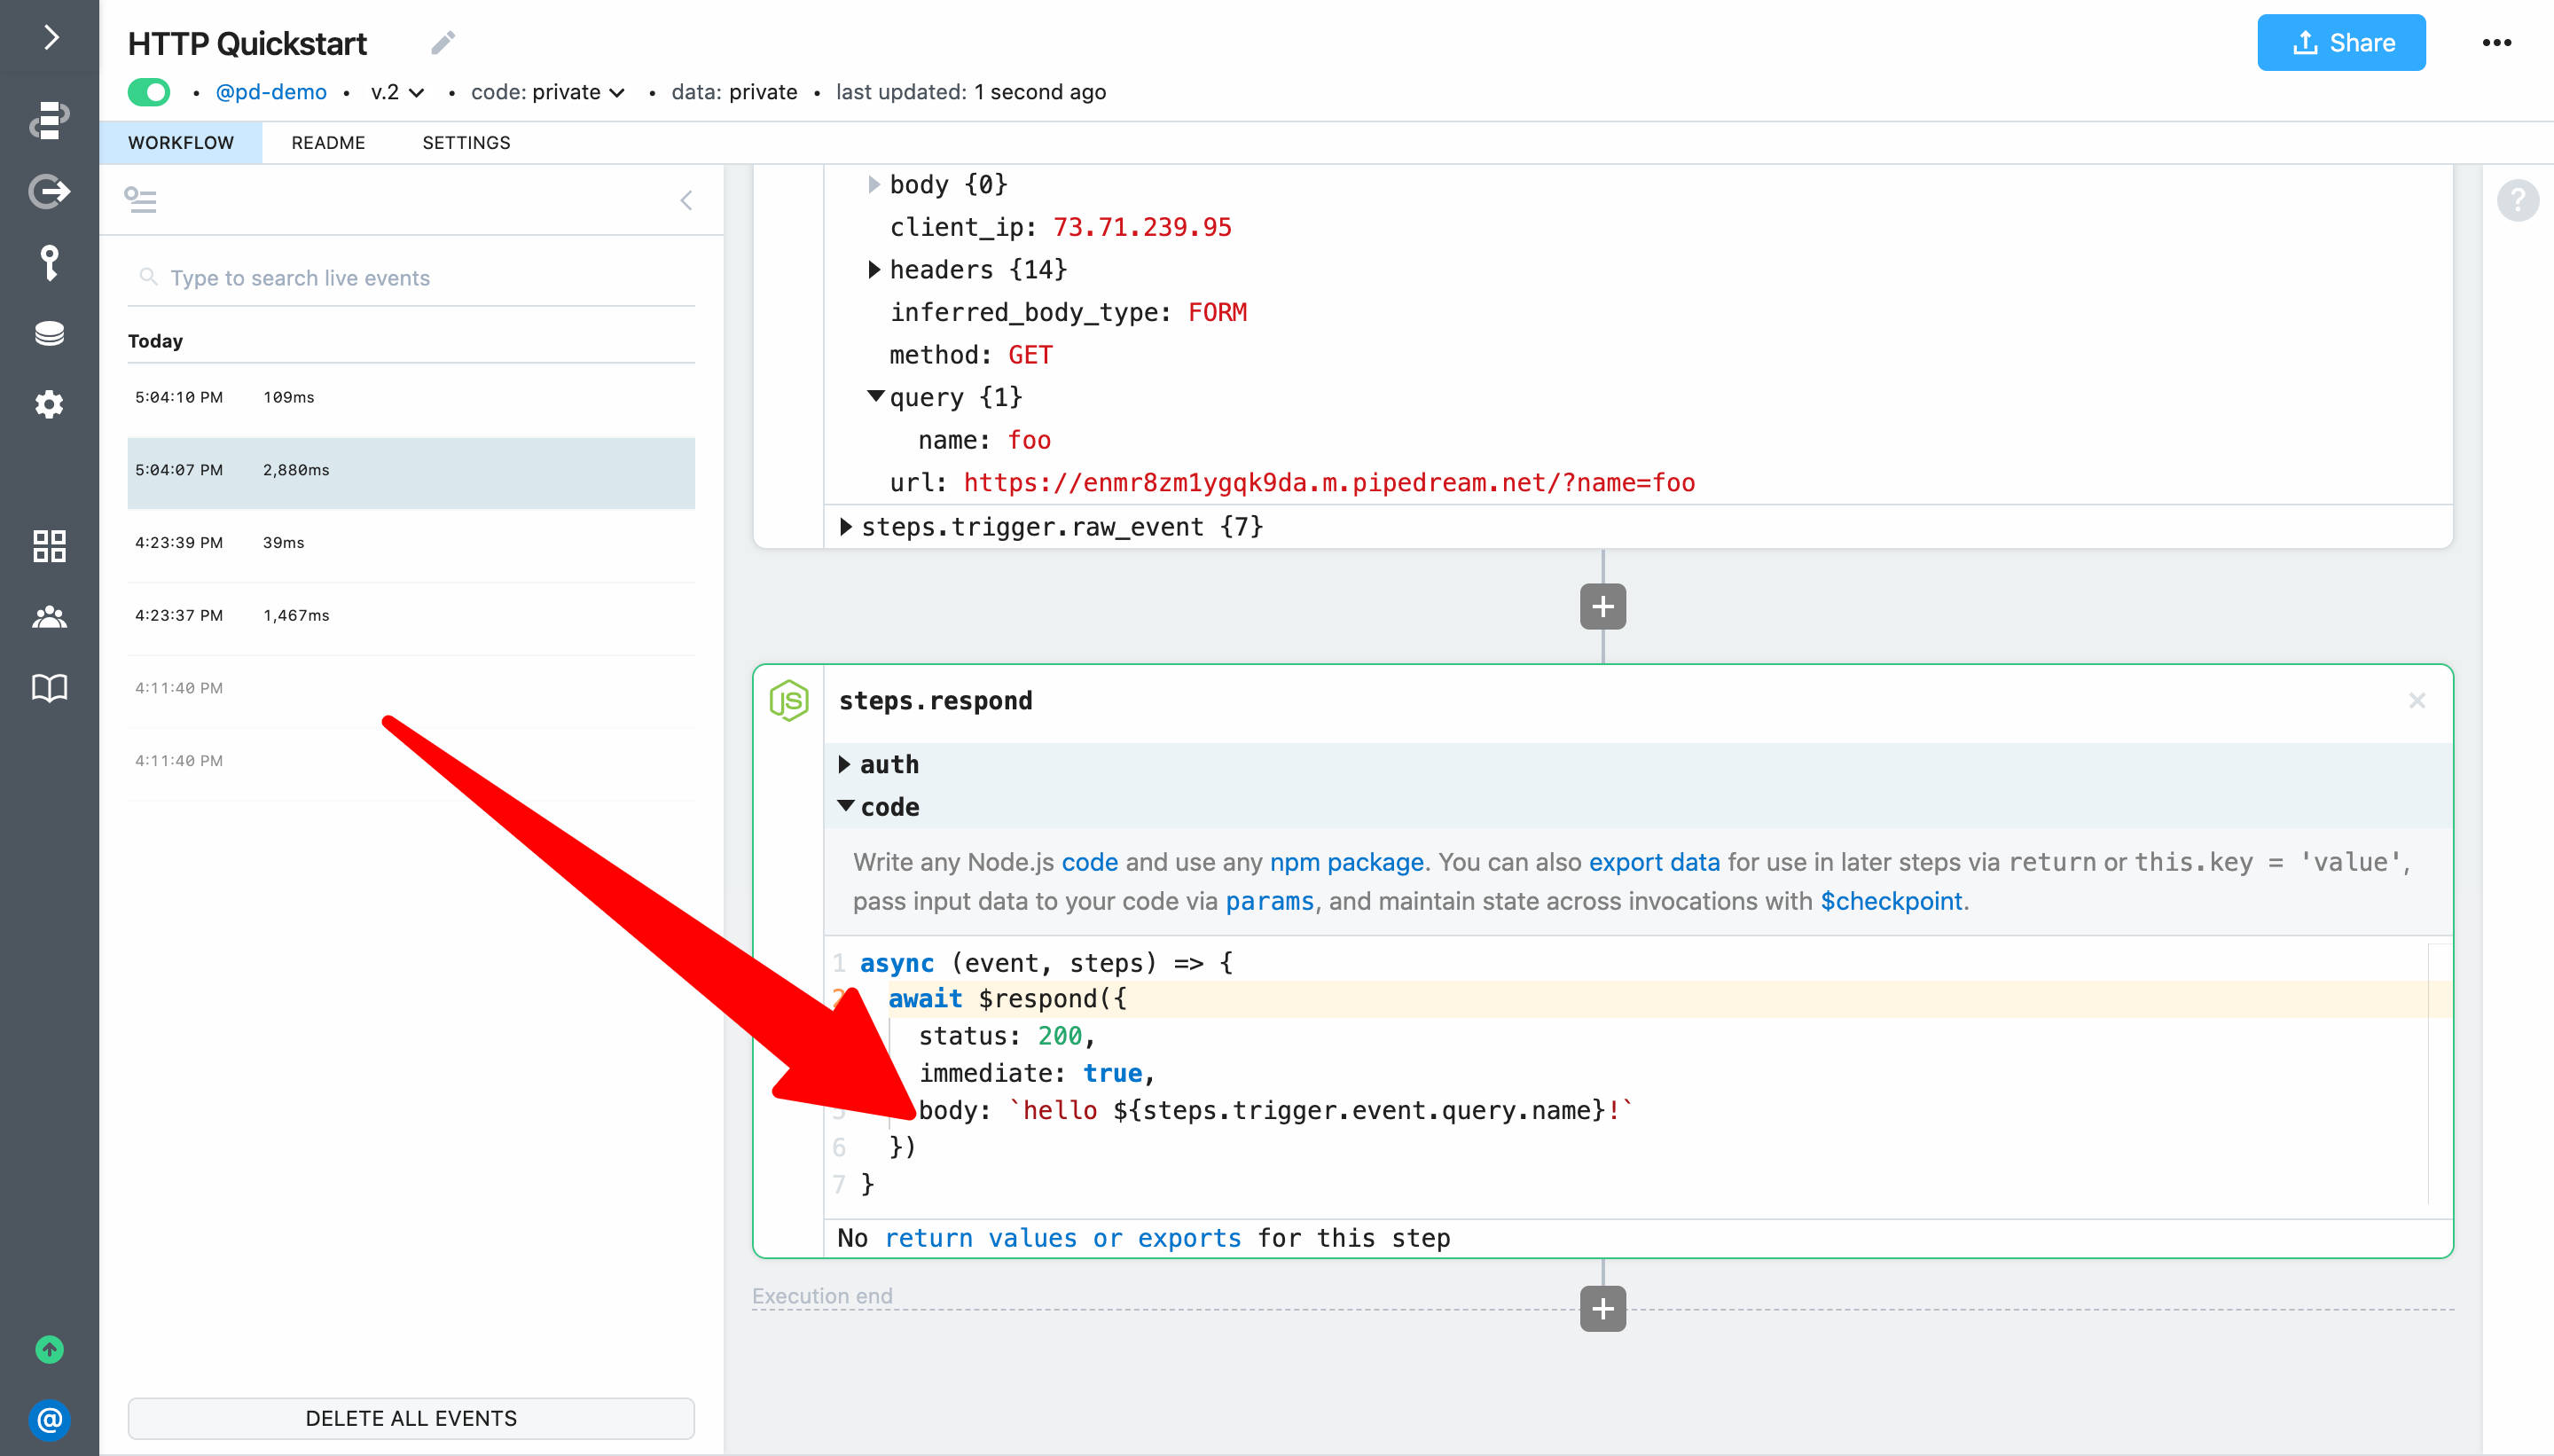 HTTP Quickstart
Share
• @pd-demo • v.2 • code: private • data: private • last updated: 1 second ago
WORKFLOW README SETTINGS
Type to search live events
Today
5:04:10 PM 109ms
5:04:07 PM 2,880ms
4:23:39 PM 39ms
4:23:37 PM 1,467ms
4:11:40 PM
4:11:40 PM
DELETE ALL EVENTS
body {0}
client_ip: 73.71.239.95
headers {14}
inferred_body_type: FORM
method: GET
query {1}
name: foo
url: https://enmr8zm1ygqk9da.m.pipedream.net/?name=foo
steps.trigger.raw_event {7}
?
+
JS
steps.respond
auth
code
Write any Node.js code and use any npm package. You can also export data for use in later steps via return or this.key = 'value',
pass input data to your code via params, and maintain state across invocations with $checkpoint.
1 async (event, steps) => {
2 await $respond({
status: 200,
immediate: true,
body: `hello ${steps.trigger.event.query.name}!`
6 })
7 }
No return values or exports for this step
Execution end
+
@